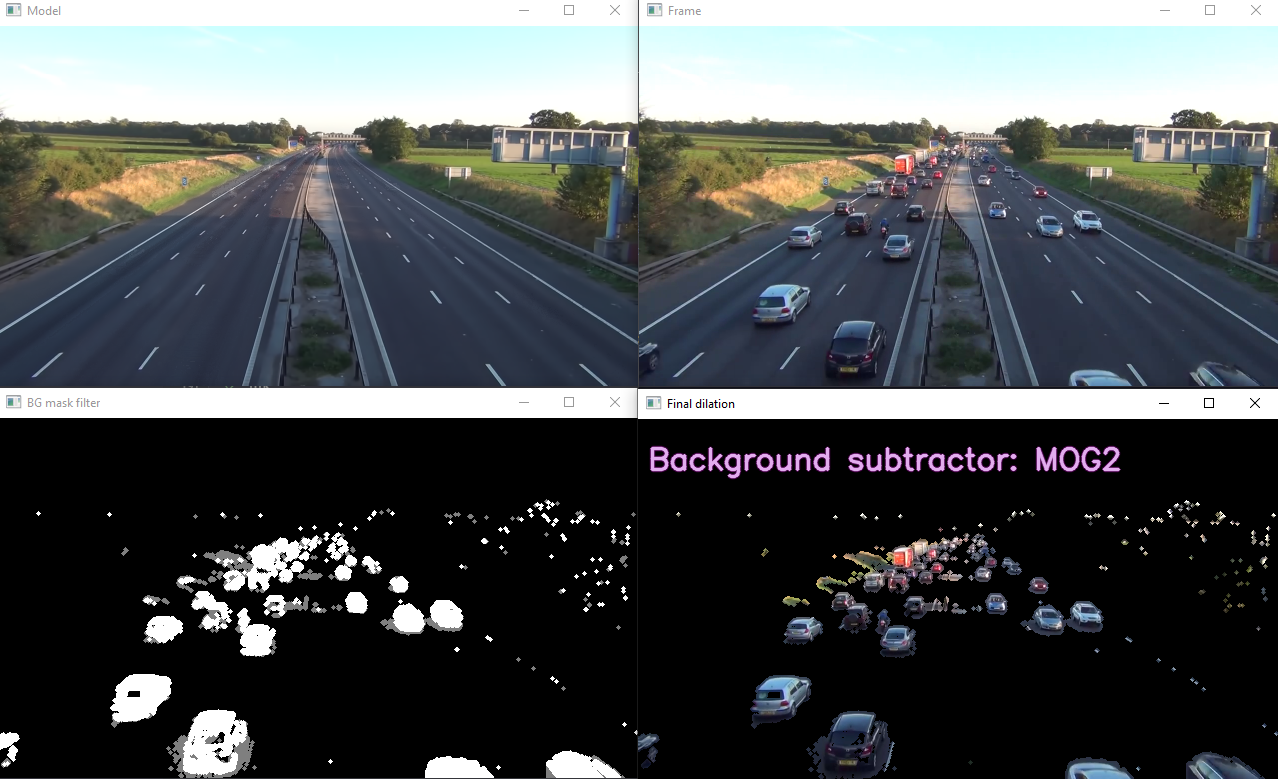 Model
Frame
BG mask filter
Final dilation
Background subtractor: MOG2